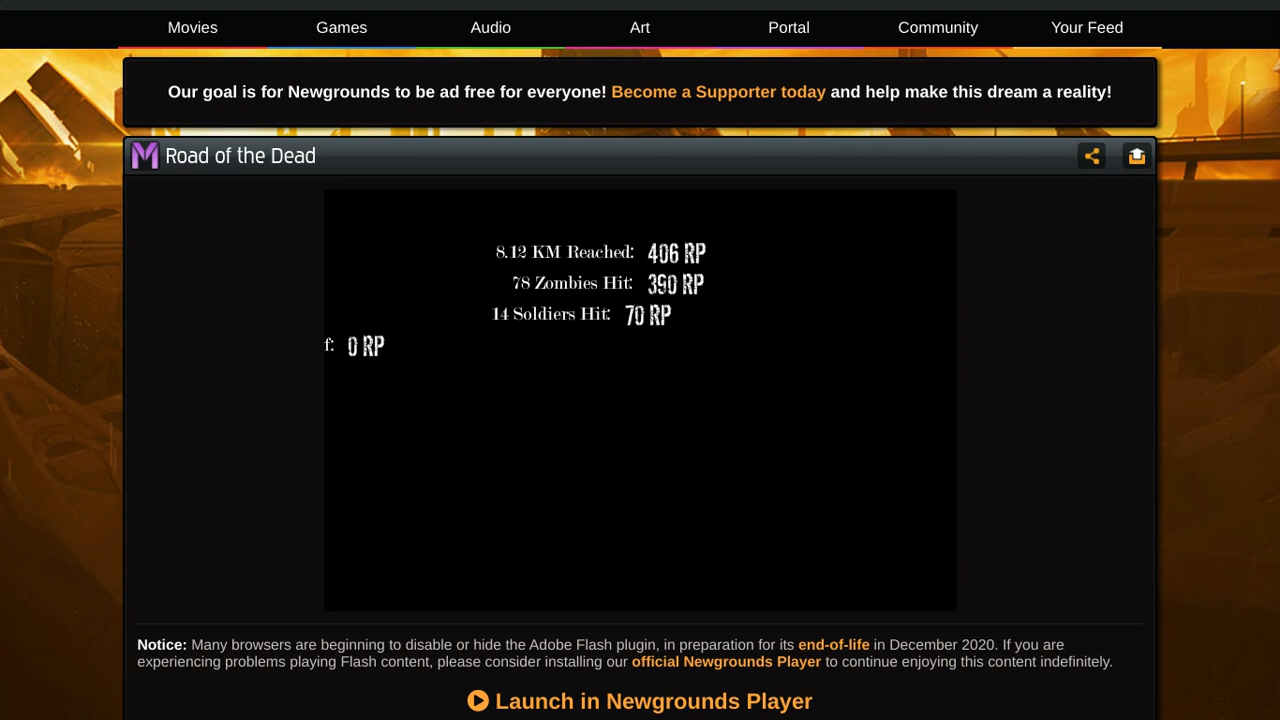 Movies Games Audio Art Portal Community Your Feed
Our goal is for Newgrounds to be ad free for everyone! Become a Supporter today and help make this dream a reality!
Road of the Dead
8.12 KM Reached: 406 RP
78 Zombies Hit: 390 RP
14 Soldiers Hit: 70 RP
f: 0 RP
Notice: Many browsers are beginning to disable or hide the Adobe Flash plugin, in preparation for its end-of-life in December 2020. If you are
experiencing problems playing Flash content, please consider installing our official Newgrounds Player to continue enjoying this content indefinitely.
Launch in Newgrounds Player